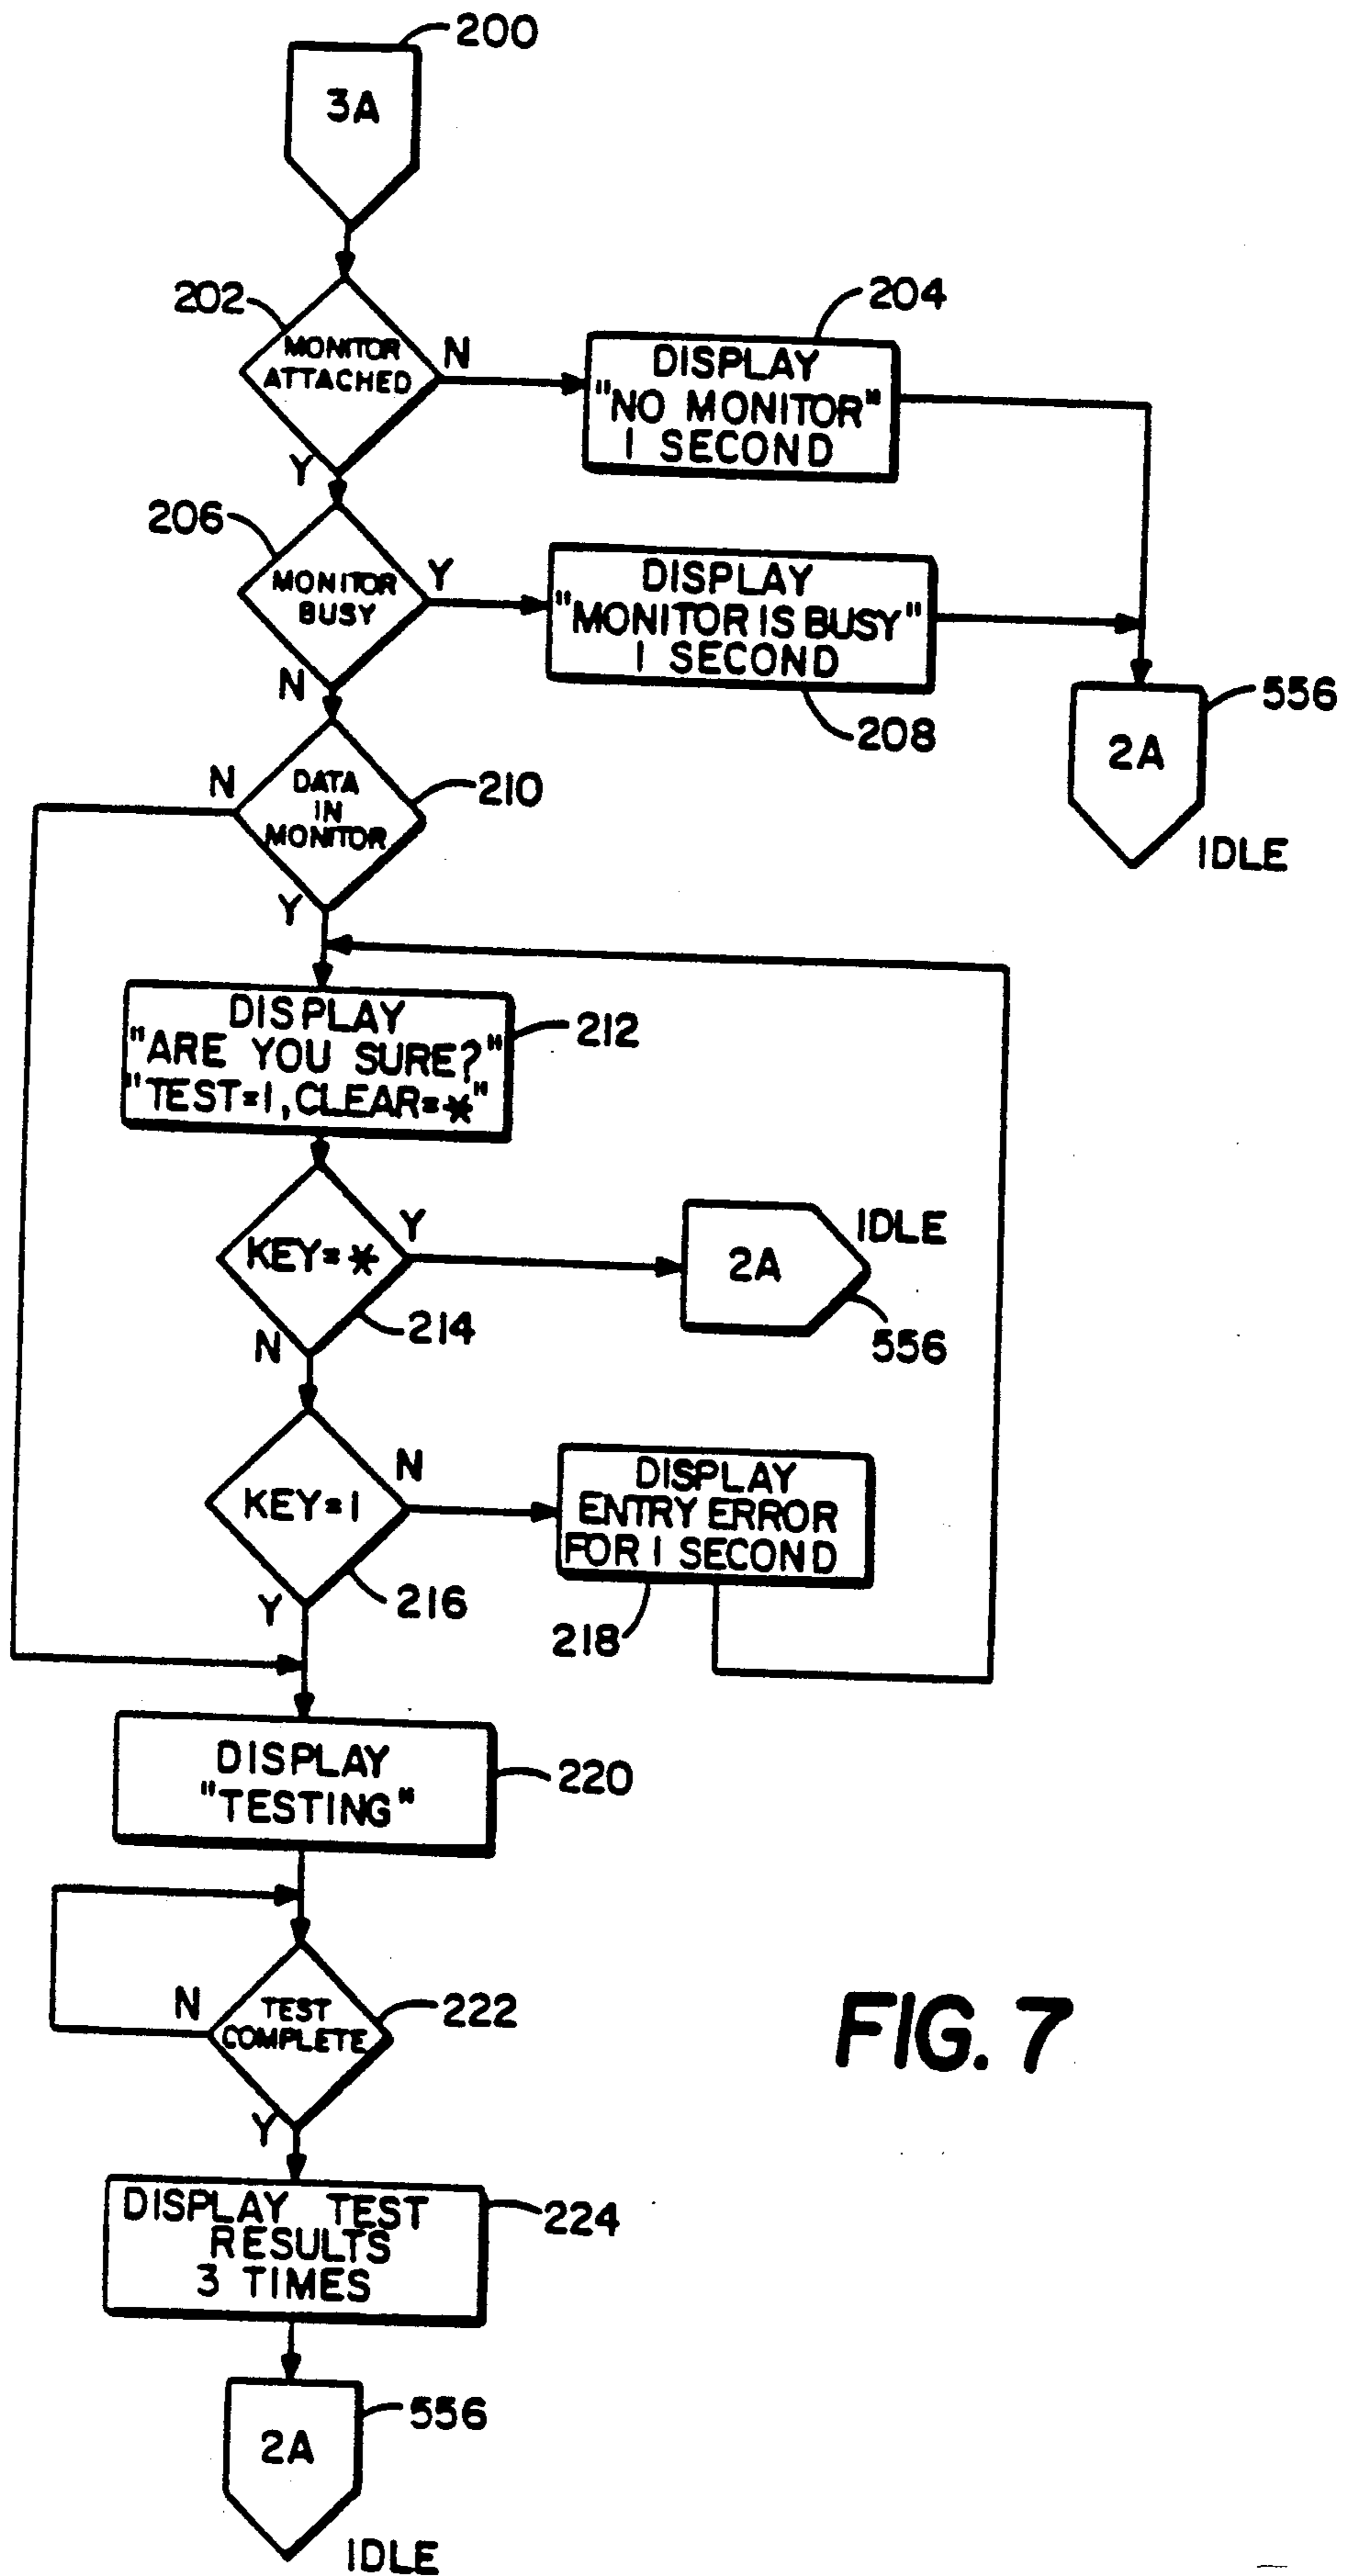 200
3A
202
MONITOR
ATTACHED
N
Y
204
DISPLAY
"NO MONITOR"
1 SECOND
206
MONITOR
BUSY
Y
N
DISPLAY
"MONITOR IS BUSY"
1 SECOND
208
556
2A
IDLE
N
DATA
IN
MONITOR
210
Y
DISPLAY
"ARE YOU SURE?"
"TEST=1, CLEAR=*"
212
KEY=*
Y
214
N
2A
IDLE
556
KEY=1
N
216
Y
DISPLAY
ENTRY ERROR
FOR 1 SECOND
218
DISPLAY
"TESTING"
220
N
TEST
COMPLETE
222
Y
FIG. 7
DISPLAY TEST
RESULTS
3 TIMES
224
2A
556
IDLE